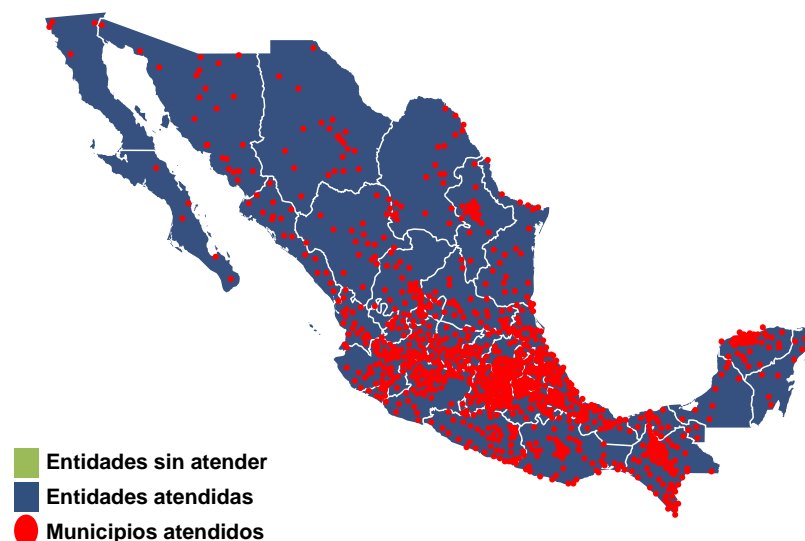 Entidades sin atender
Entidades atendidas
Municipios atendidos